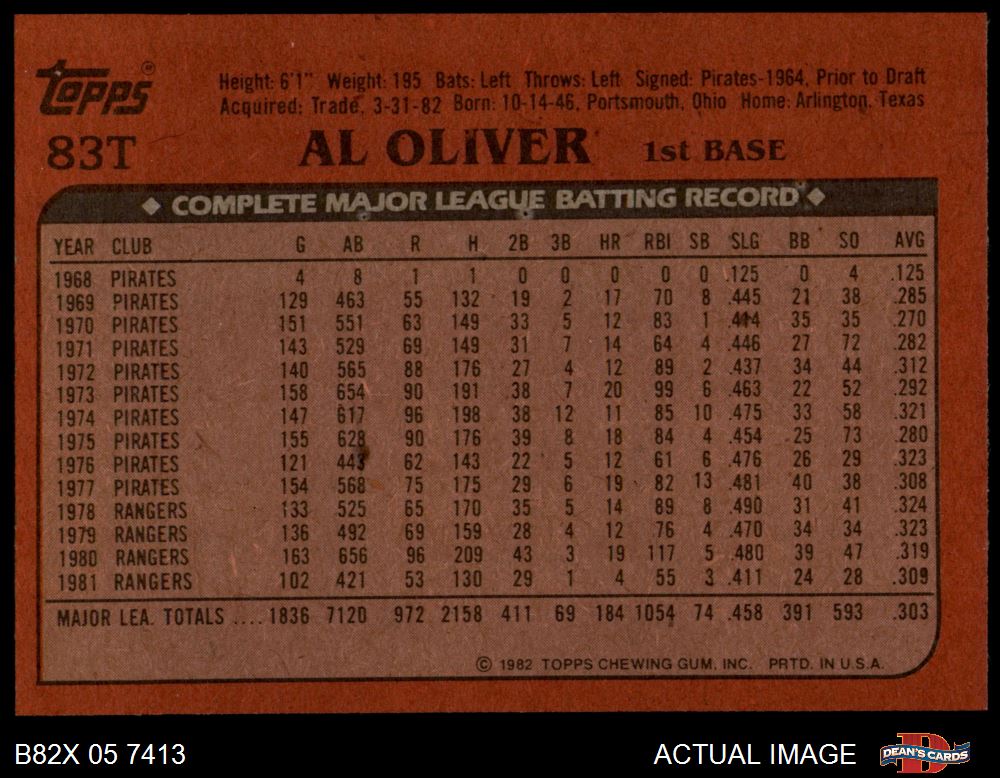 topps® Height: 6'1" Weight: 195 Bats: Left Throws: Left Signed: Pirates-1964, Prior to Draft
Acquired: Trade, 3-31-82 Born: 10-14-46, Portsmouth, Ohio Home: Arlington, Texas
83T AL OLIVER 1st BASE
◆ COMPLETE MAJOR LEAGUE BATTING RECORD ◆
YEAR CLUB G AB R H 2B 3B HR RBI SB SLG BB SO AVG
1968 PIRATES 4 8 1 1 0 0 0 0 0 .125 0 4 .125
1969 PIRATES 129 463 55 132 19 2 17 70 8 .445 21 38 .285
1970 PIRATES 151 551 63 149 33 5 12 83 1 .414 35 35 .270
1971 PIRATES 143 529 69 149 31 7 14 64 4 .446 27 72 .282
1972 PIRATES 140 565 88 176 27 4 12 89 2 .437 34 44 .312
1973 PIRATES 158 654 90 191 38 7 20 99 6 .463 22 52 .292
1974 PIRATES 147 617 96 198 38 12 11 85 10 .475 33 58 .321
1975 PIRATES 155 628 90 176 39 8 18 84 4 .454 25 73 .280
1976 PIRATES 121 443 62 143 22 5 12 61 6 .476 26 29 .323
1977 PIRATES 154 568 75 175 29 6 19 82 13 .481 40 38 .308
1978 RANGERS 133 525 65 170 35 5 14 89 8 .490 31 41 .324
1979 RANGERS 136 492 69 159 28 4 12 76 4 .470 34 34 .323
1980 RANGERS 163 656 96 209 43 3 19 117 5 .480 39 47 .319
1981 RANGERS 102 421 53 130 29 1 4 55 3 .411 24 28 .309
MAJOR LEA. TOTALS .... 1836 7120 972 2158 411 69 184 1054 74 .458 391 593 .303
© 1982 TOPPS CHEWING GUM, INC. PRTD. IN U.S.A.
B82X 05 7413 ACTUAL IMAGE DEAN'S CARDS